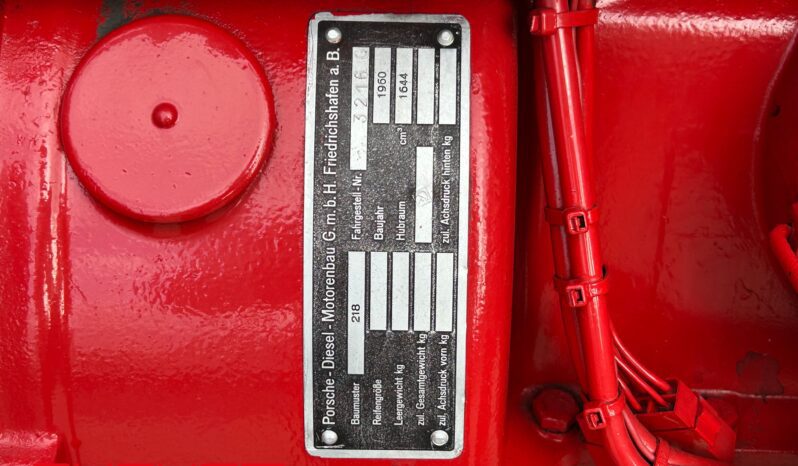 Porsche - Diesel - Motorenbau G. m. b. H. Friedrichshafen a. B.
Baumuster 218 Fahrgestell - Nr.
Reifengröße Baujahr 1960
Leergewicht kg Hubraum 1644 cm³
zul. Gesamtgewicht kg
zul. Achsdruck vorn kg zul. Achsdruck hinten kg